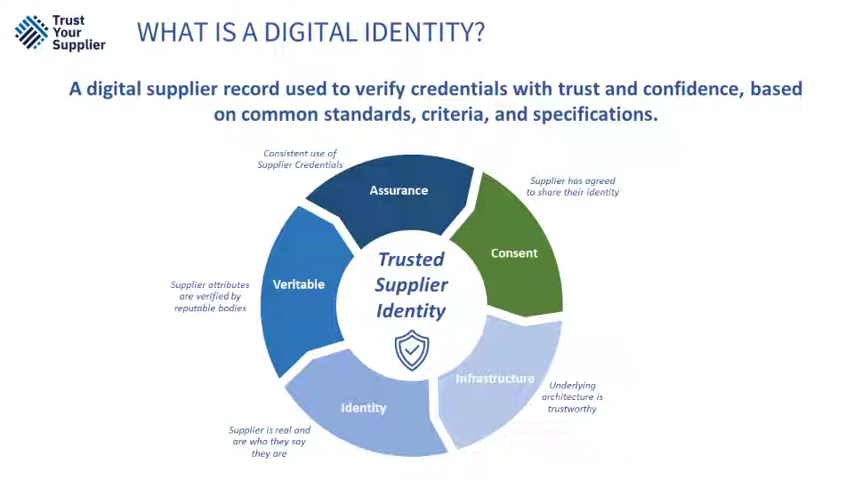 Trust
Your
Supplier
WHAT IS A DIGITAL IDENTITY?
A digital supplier record used to verify credentials with trust and confidence, based
on common standards, criteria, and specifications.
Consistent use of
Supplier Credentials
Assurance
Supplier has agreed
to share their identity
Consent
Trusted
Supplier
Identity
Veritable
Supplier attributes
are verified by
reputable bodies
Infrastructure
Underlying
architecture is
trustworthy
Identity
Supplier is real and
are who they say
they are